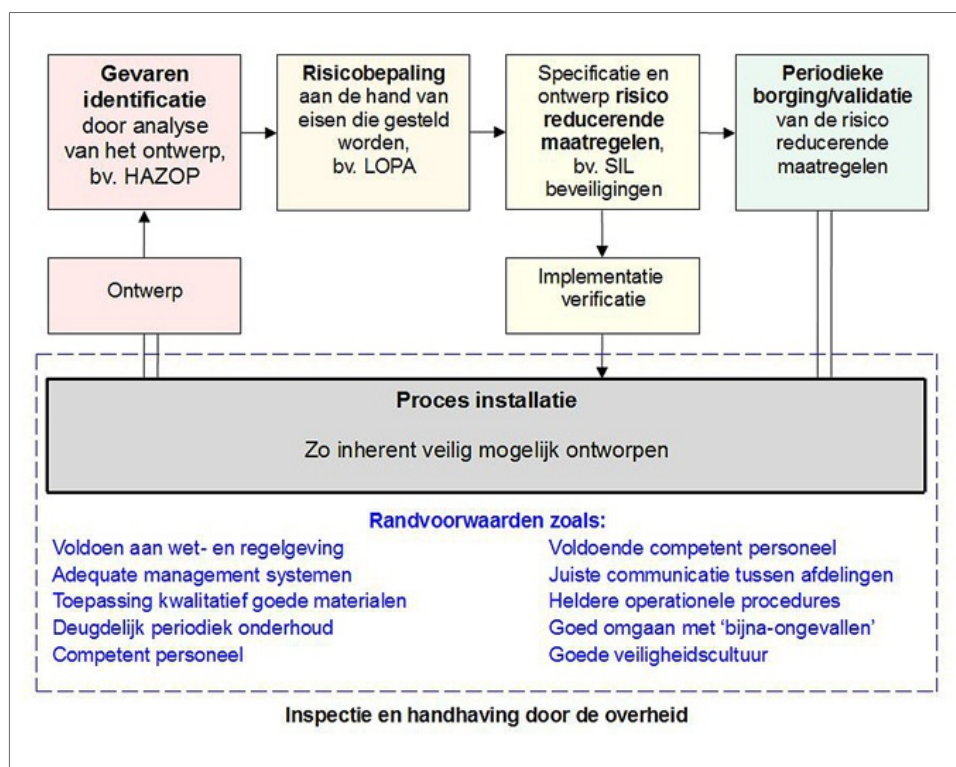 Gevaren
identificatie
door analyse
van het ontwerp,
bv. HAZOP
Risicobepaling
aan de hand van
eisen die gesteld
worden,
bv. LOPA
Specificatie en
ontwerp risico
reducerende
maatregelen,
bv. SIL
beveiligingen
Periodieke
borging/validatie
van de risico
reducerende
maatregelen
Ontwerp
Implementatie
verificatie
Proces installatie
Zo inherent veilig mogelijk ontworpen
Randvoorwaarden zoals:
Voldoen aan wet- en regelgeving
Adequate management systemen
Toepassing kwalitatief goede materialen
Deugdelijk periodiek onderhoud
Competent personeel
Voldoende competent personeel
Juiste communicatie tussen afdelingen
Heldere operationele procedures
Goed omgaan met ‘bijna-ongevallen’
Goede veiligheidscultuur
Inspectie en handhaving door de overheid